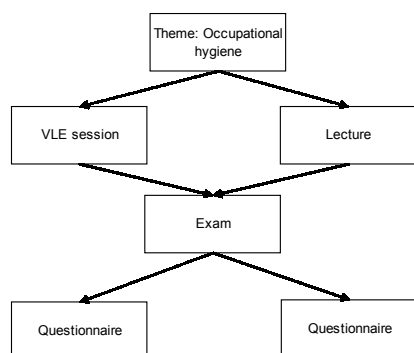 Theme: Occupational
hygiene
VLE session
Lecture
Exam
Questionnaire
Questionnaire